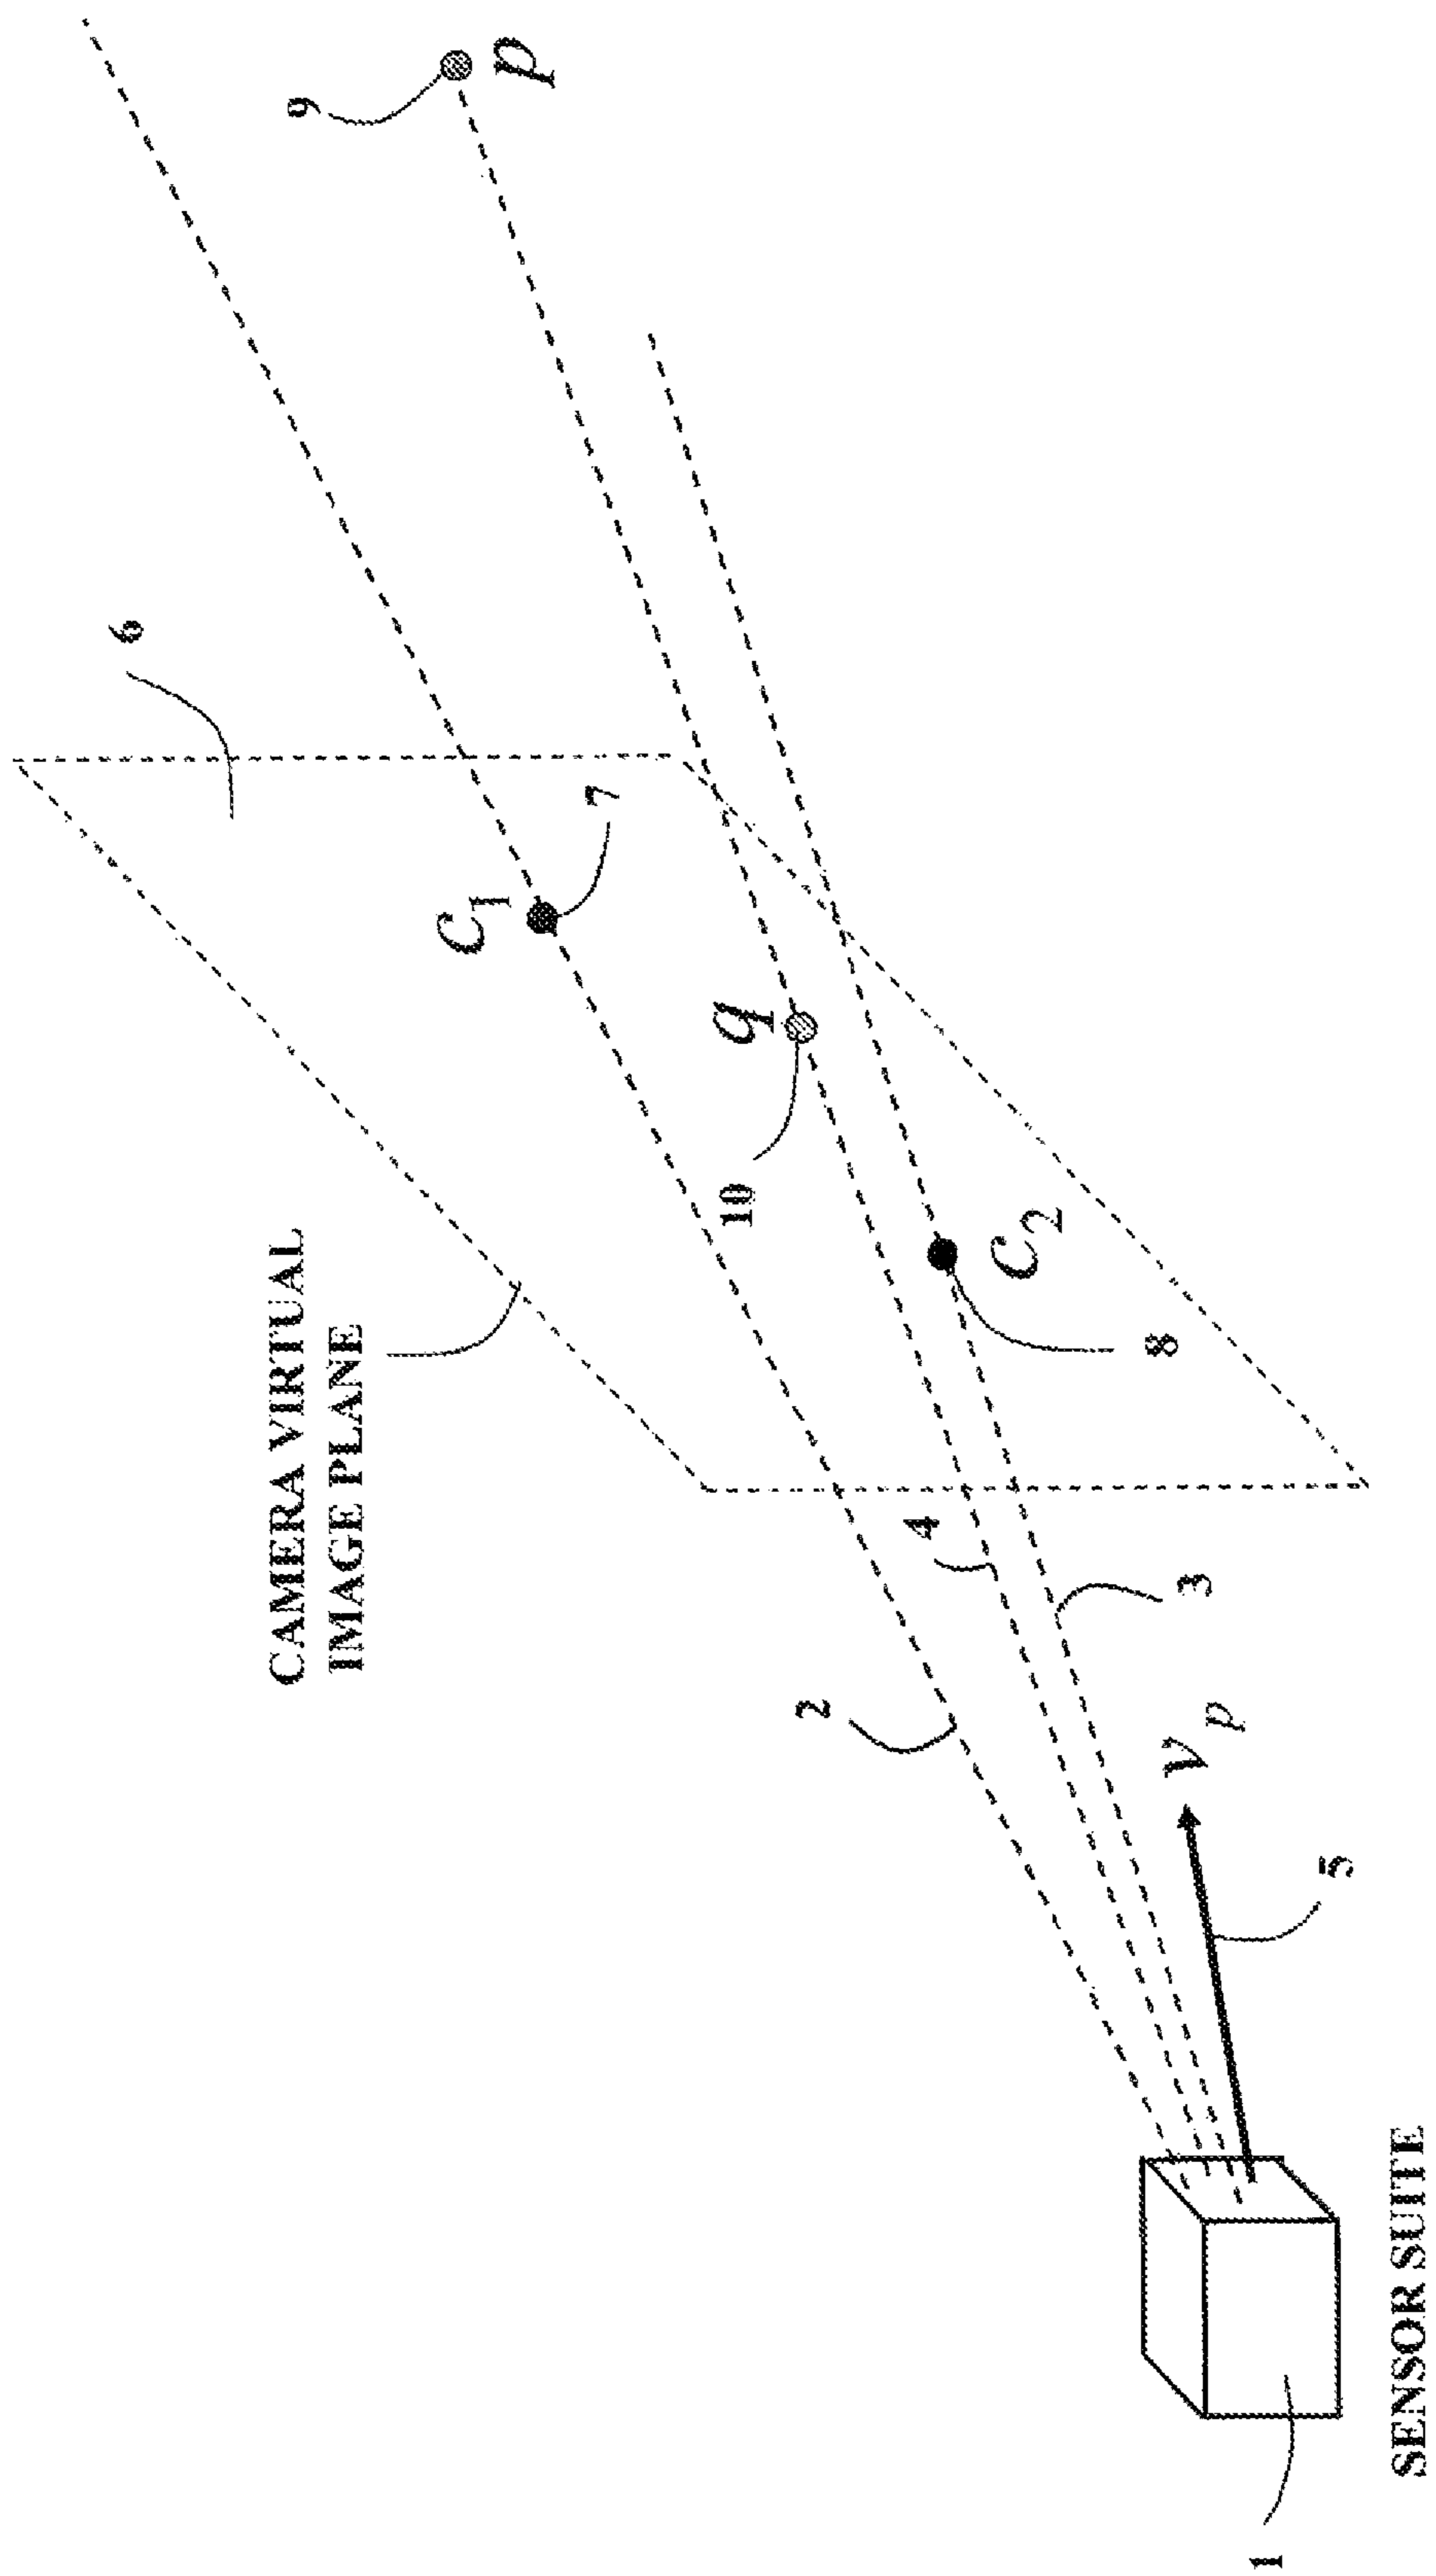 6
CAMERA VIRTUAL
IMAGE PLANE
9
C1
p
7
10
q
2
4
C2
8
Vp
3
1
5
SENSOR SUITE